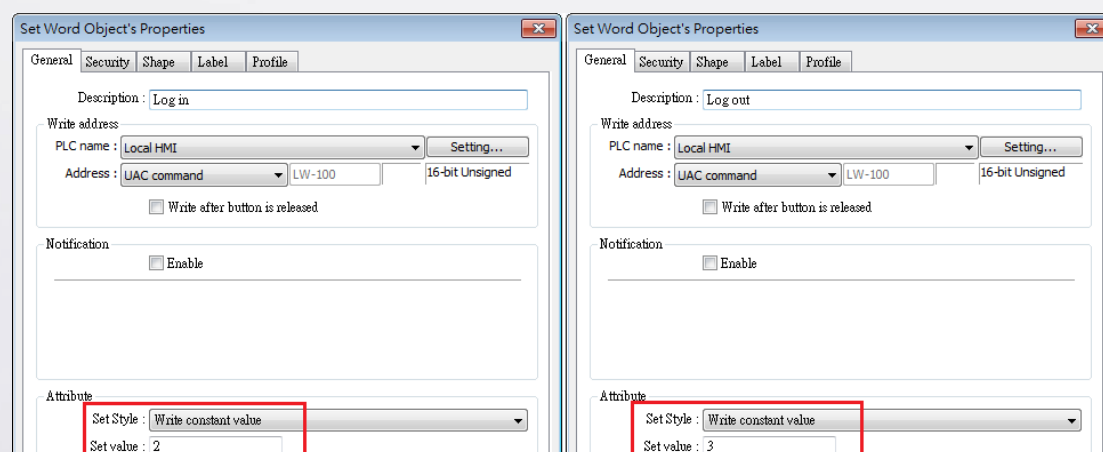 Set Word Object's Properties
General Security Shape Label Profile
Description : Log in
Write address
PLC name : Local HMI Setting...
Address : UAC command LW-100 16-bit Unsigned
Write after button is released
Notification
Enable
Attribute
Set Style : Write constant value
Set value : 2
Set Word Object's Properties
General Security Shape Label Profile
Description : Log out
Write address
PLC name : Local HMI Setting...
Address : UAC command LW-100 16-bit Unsigned
Write after button is released
Notification
Enable
Attribute
Set Style : Write constant value
Set value : 3